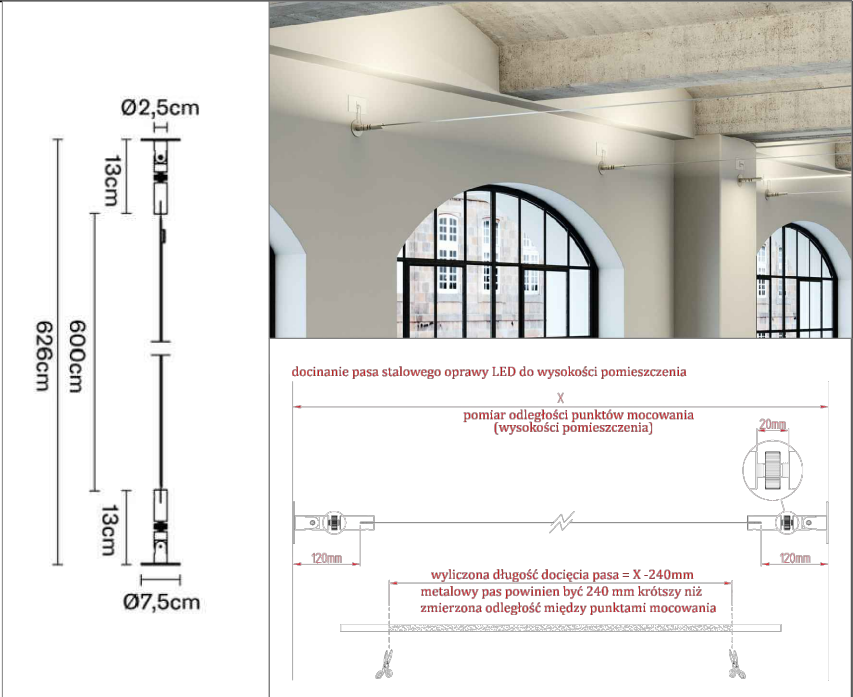 Ø2,5cm
13cm
626cm
600cm
13cm
Ø7,5cm
docinanie pasa stalowego oprawy LED do wysokości pomieszczenia
X
pomiar odległości punktów mocowania
(wysokości pomieszczenia)
20mm
120mm
120mm
wyliczona długość docięcia pasa = X -240mm
metalowy pas powinien być 240 mm krótszy niż
zmierzona odległość między punktami mocowania